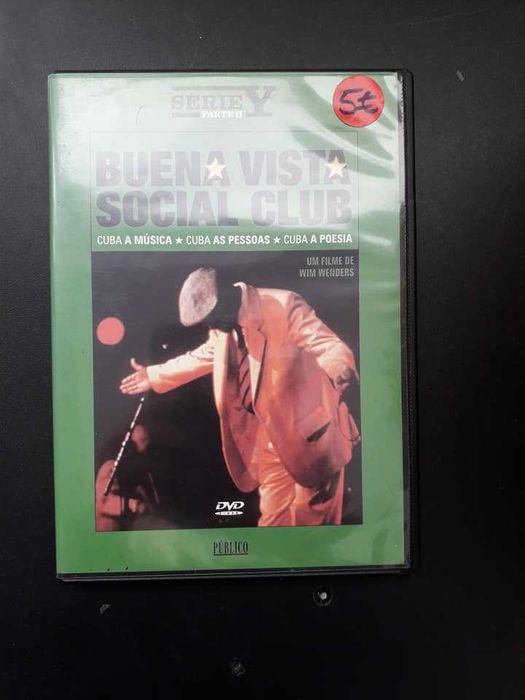 SÉRIE Y
PARTE II
5€
BUENA VISTA
SOCIAL CLUB
CUBA A MÚSICA ★ CUBA AS PESSOAS ★ CUBA A POESIA
UM FILME DE
WIM WENDERS
DVD
VIDEO
PÚBLICO